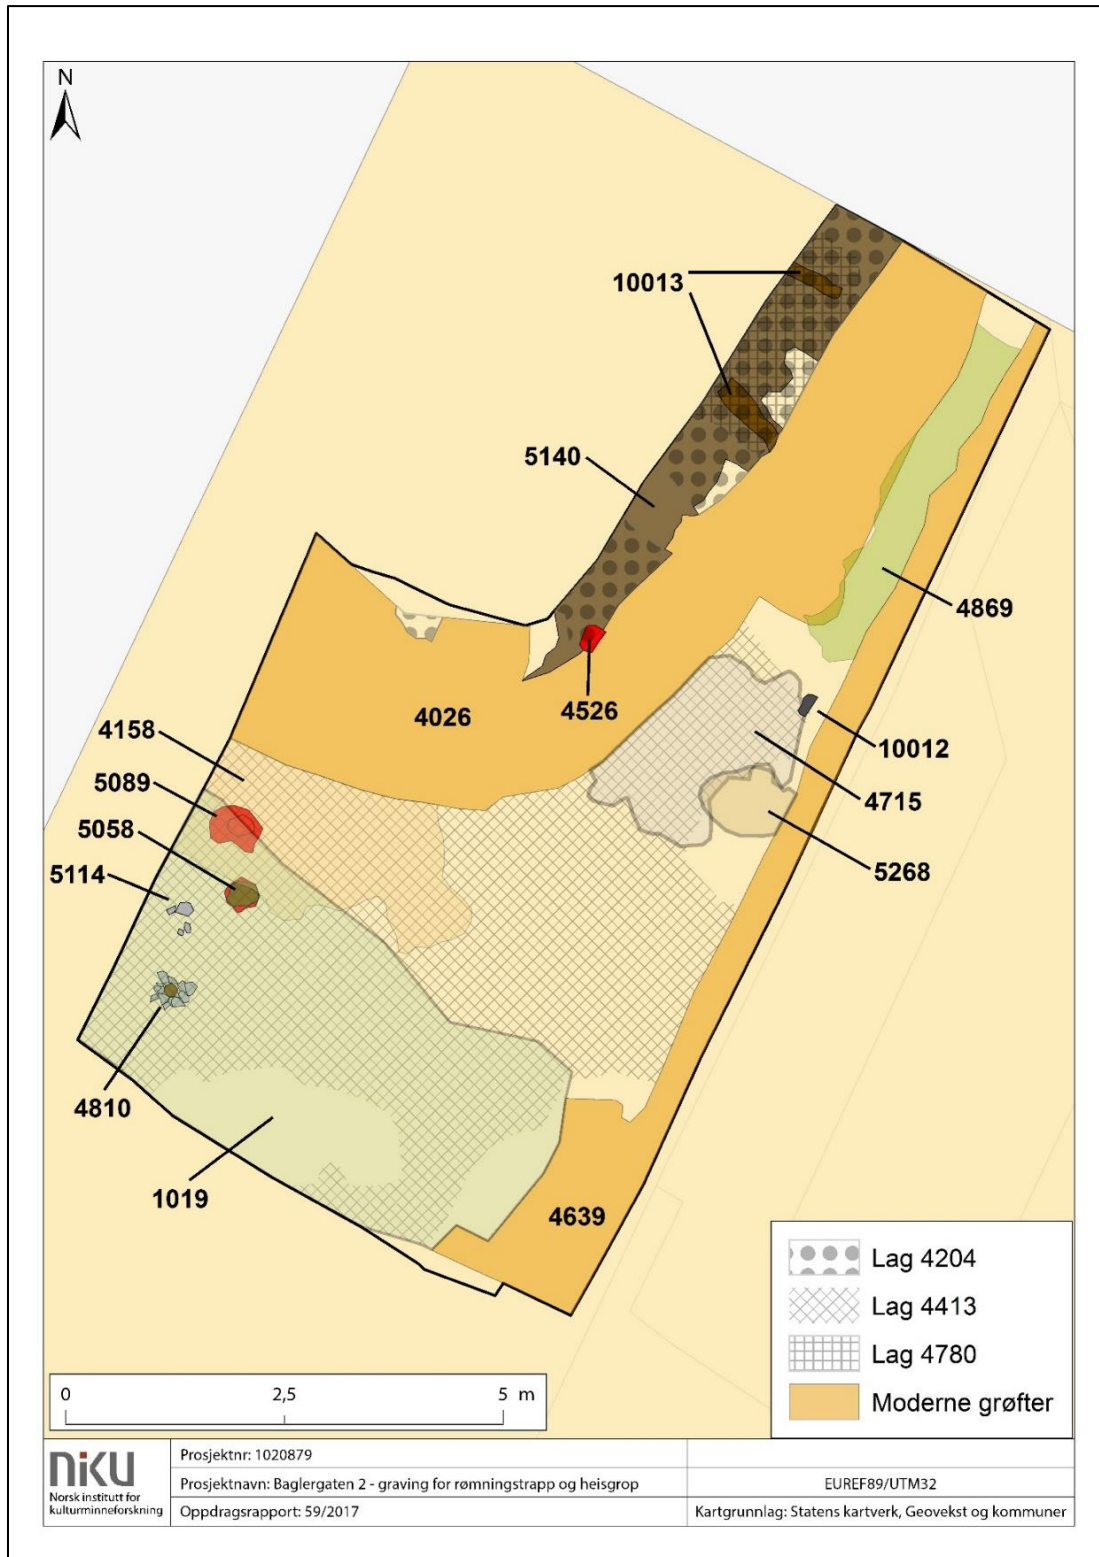 N
10013
5140
4869
4526
4026
10012
4158
4715
5089
5058
5268
5114
4810
1019
4639
Lag 4204
Lag 4413
Lag 4780
Moderne grøfter
0 2,5 5 m
niku
Norsk institutt for
kulturminneforskning
Prosjektnr: 1020879
Prosjektnavn: Baglergaten 2 - graving for rømningstrapp og heisgrop
EUREF89/UTM32
Oppdragsrapport: 59/2017
Kartgrunnlag: Statens kartverk, Geovekst og kommuner